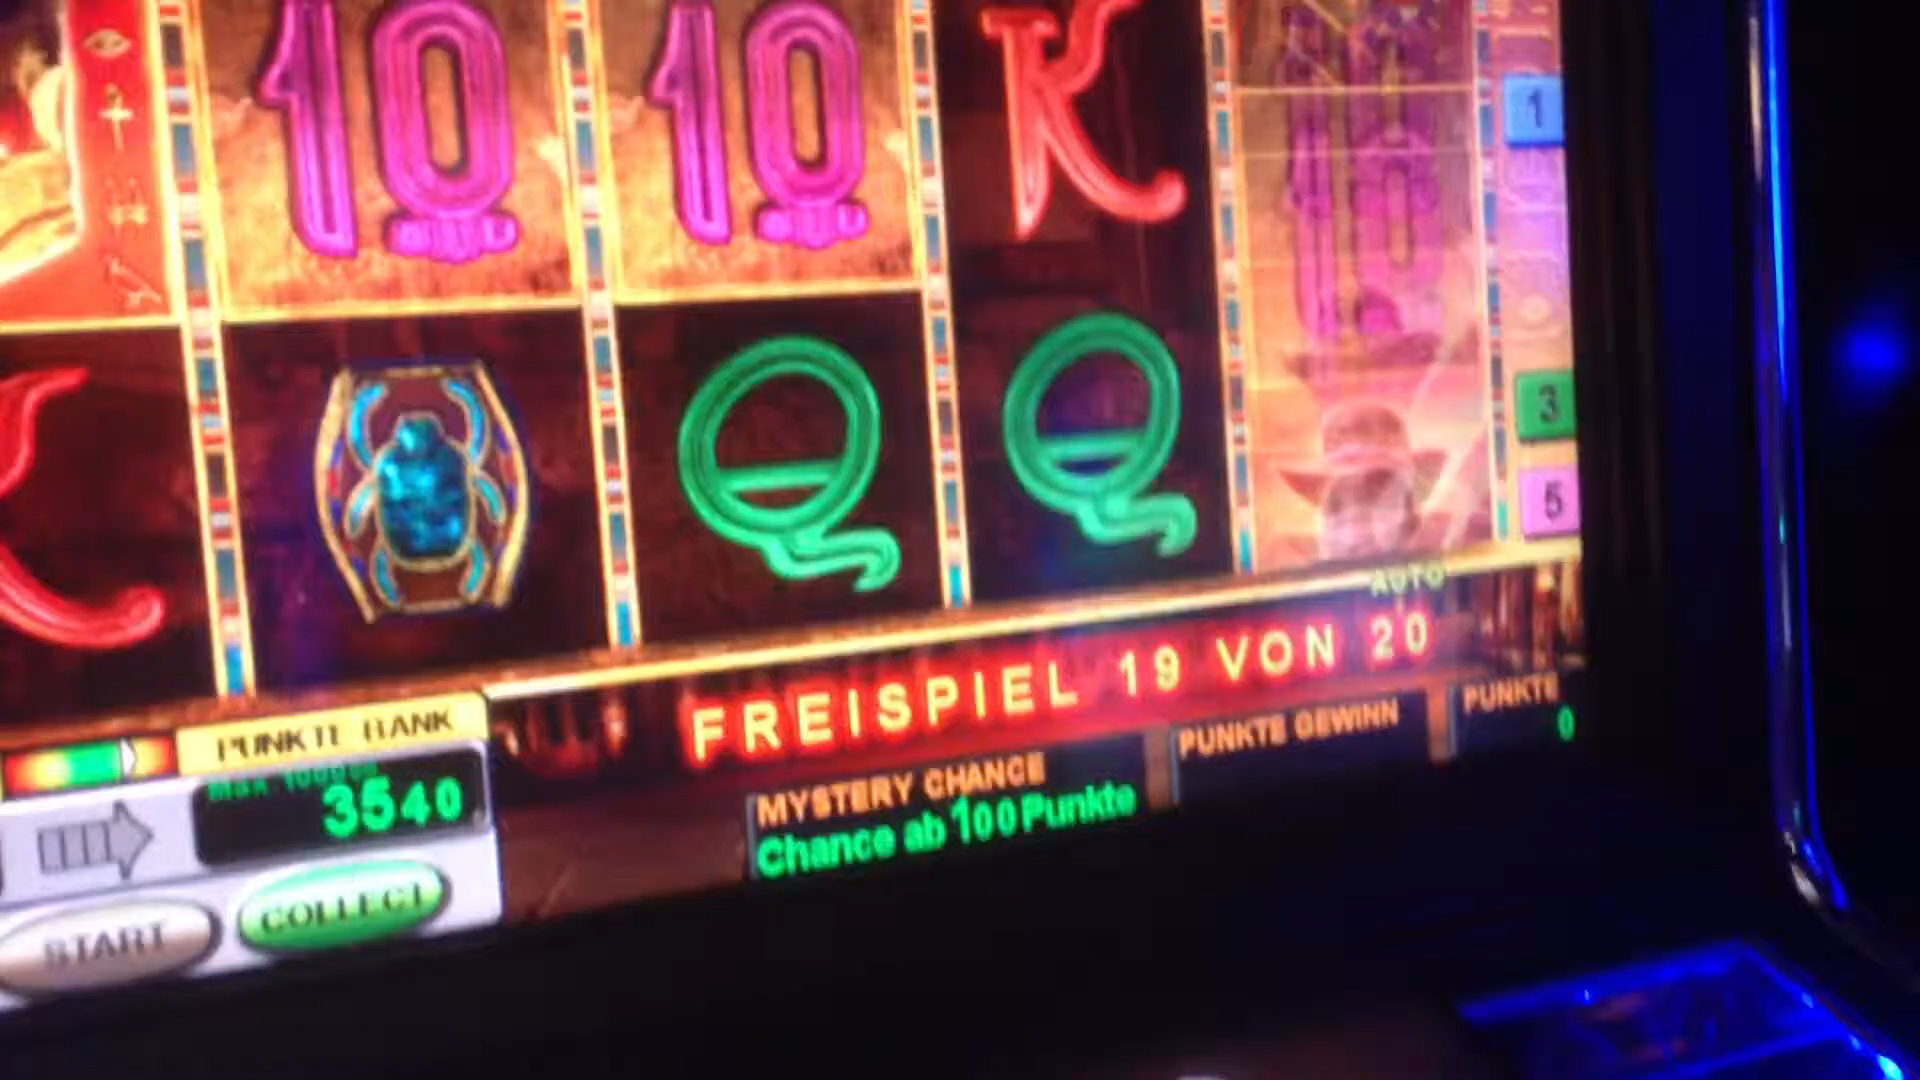 10 10 K
1
K Q Q
3
5
AUTO
FREISPIEL 19 VON 20
PUNKTE BANK
3540
MYSTERY CHANCE
Chance ab 100 Punkte
PUNKTE GEWINN
PUNKTE
0
START
COLLECT